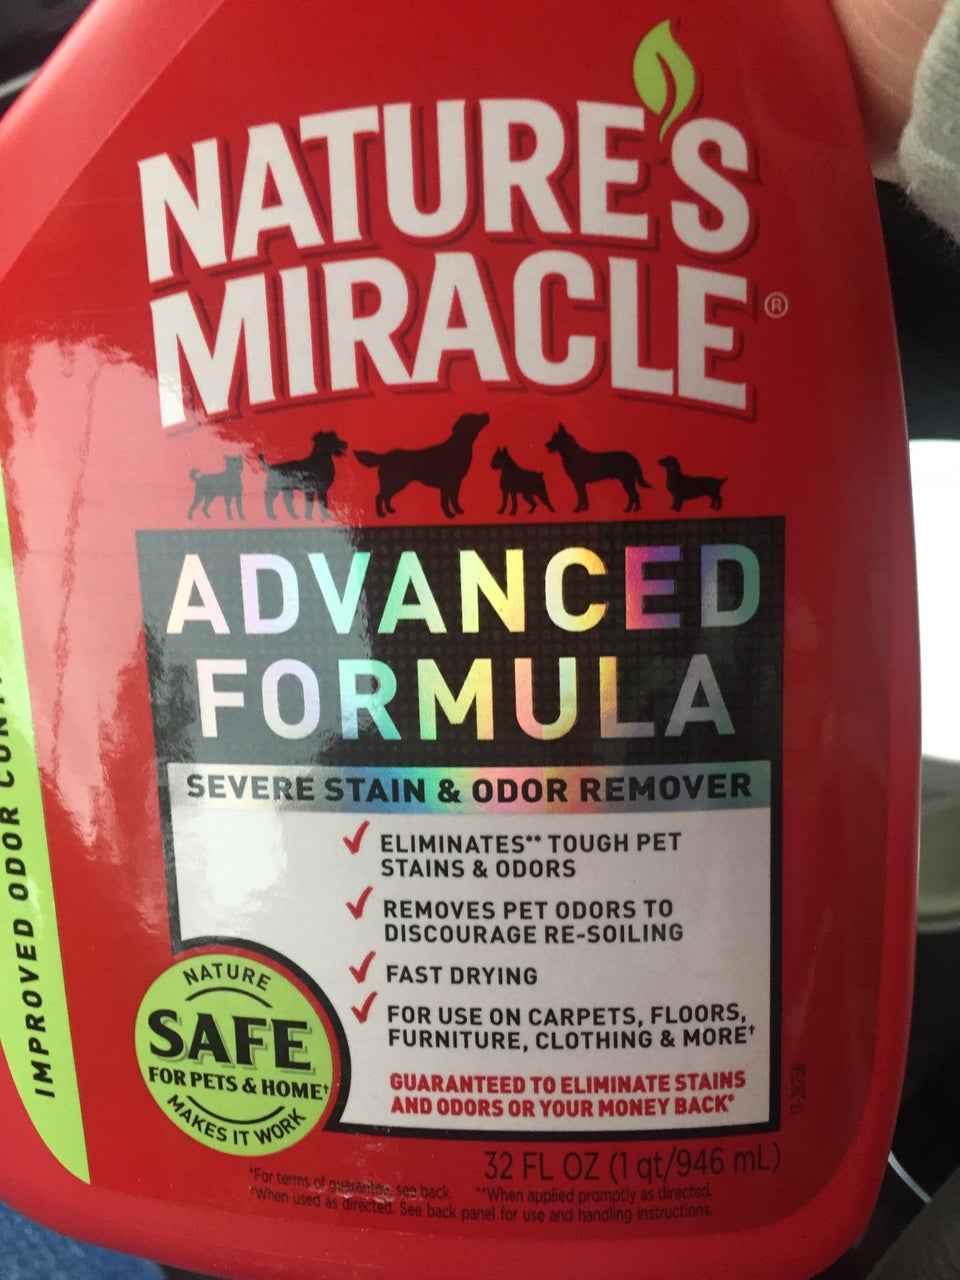 NATURE'S
MIRACLE®
ADVANCED
FORMULA
SEVERE STAIN & ODOR REMOVER
✓ ELIMINATES** TOUGH PET
STAINS & ODORS
✓ REMOVES PET ODORS TO
DISCOURAGE RE-SOILING
✓ FAST DRYING
✓ FOR USE ON CARPETS, FLOORS,
FURNITURE, CLOTHING & MORE†
GUARANTEED TO ELIMINATE STAINS
AND ODORS OR YOUR MONEY BACK*
NATURE
SAFE
FOR PETS & HOME†
MAKES IT WORK
IMPROVED ODOR
32 FL OZ (1 qt/946 mL)
*For terms of guarantee, see back. **When applied promptly as directed.
†When used as directed. See back panel for use and handling instructions.